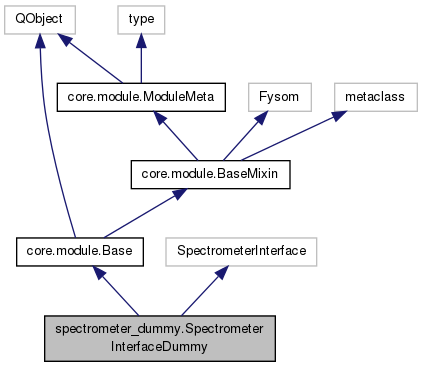 QObject
type
core.module.ModuleMeta
Fysom
metaclass
core.module.BaseMixin
core.module.Base
SpectrometerInterface
spectrometer_dummy.Spectrometer
InterfaceDummy